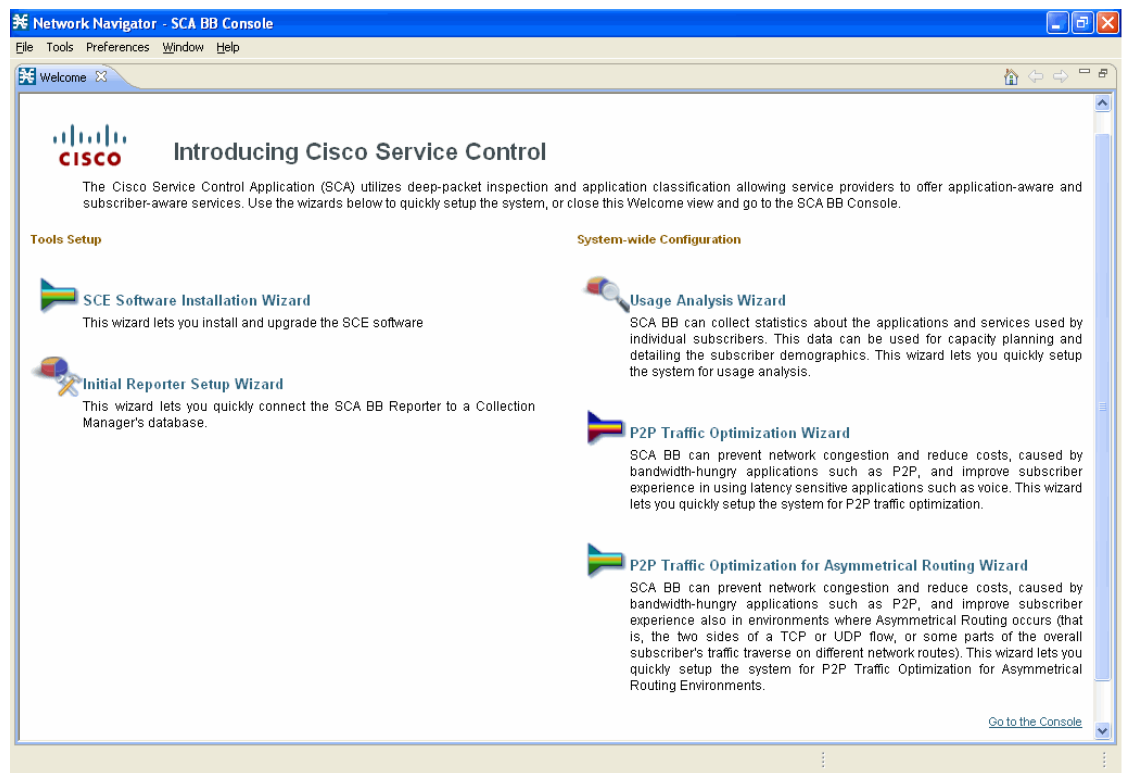 Network Navigator - SCA BB Console
File Tools Preferences Window Help
Welcome
CISCO
Introducing Cisco Service Control
The Cisco Service Control Application (SCA) utilizes deep-packet inspection and application classification allowing service providers to offer application-aware and
subscriber-aware services. Use the wizards below to quickly setup the system, or close this Welcome view and go to the SCA BB Console.
Tools Setup
SCE Software Installation Wizard
This wizard lets you install and upgrade the SCE software
Initial Reporter Setup Wizard
This wizard lets you quickly connect the SCA BB Reporter to a Collection
Manager's database.
System-wide Configuration
Usage Analysis Wizard
SCA BB can collect statistics about the applications and services used by
individual subscribers. This data can be used for capacity planning and
detailing the subscriber demographics. This wizard lets you quickly setup
the system for usage analysis.
P2P Traffic Optimization Wizard
SCA BB can prevent network congestion and reduce costs, caused by
bandwidth-hungry applications such as P2P, and improve subscriber
experience in using latency sensitive applications such as voice. This wizard
lets you quickly setup the system for P2P traffic optimization.
P2P Traffic Optimization for Asymmetrical Routing Wizard
SCA BB can prevent network congestion and reduce costs, caused by
bandwidth-hungry applications such as P2P, and improve subscriber
experience also in environments where Asymmetrical Routing occurs (that
is, the two sides of a TCP or UDP flow, or some parts of the overall
subscriber's traffic traverse on different network routes). This wizard lets you
quickly setup the system for P2P Traffic Optimization for Asymmetrical
Routing Environments.
Go to the Console